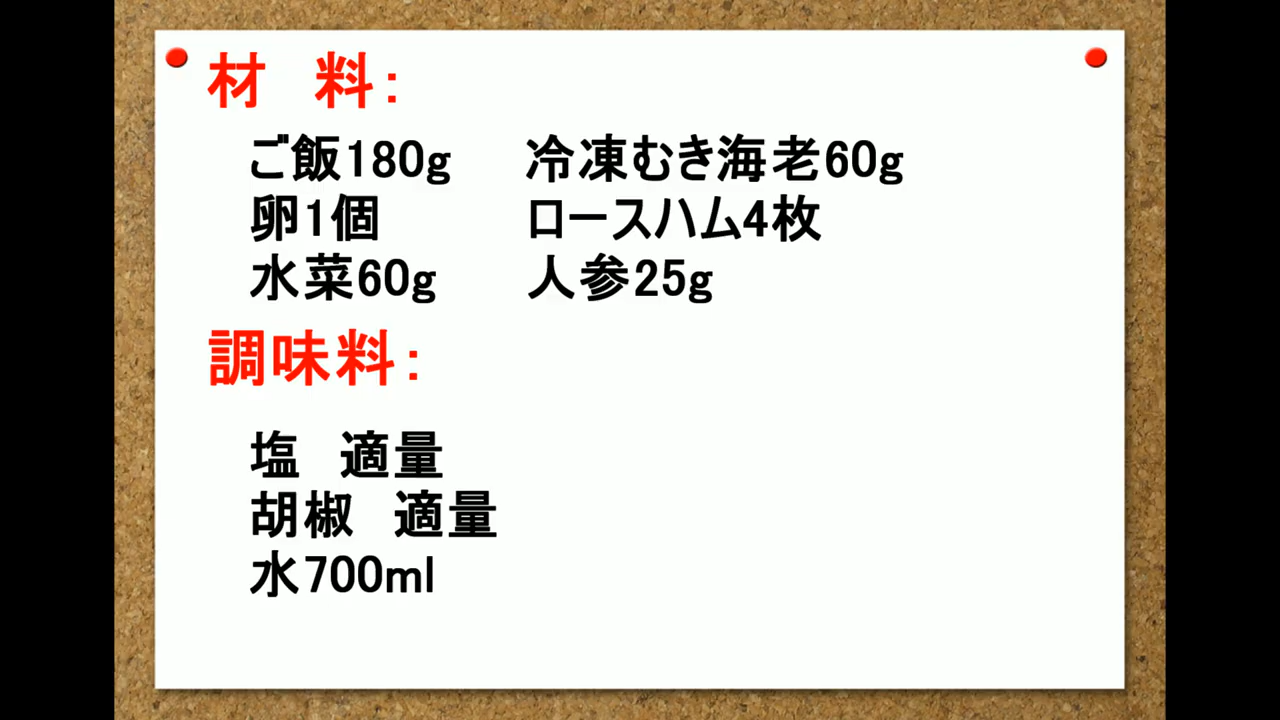 材　料：
ご飯180g　冷凍むき海老60g
卵1個　ロースハム4枚
水菜60g　人参25g
調味料：
塩　適量
胡椒　適量
水700ml